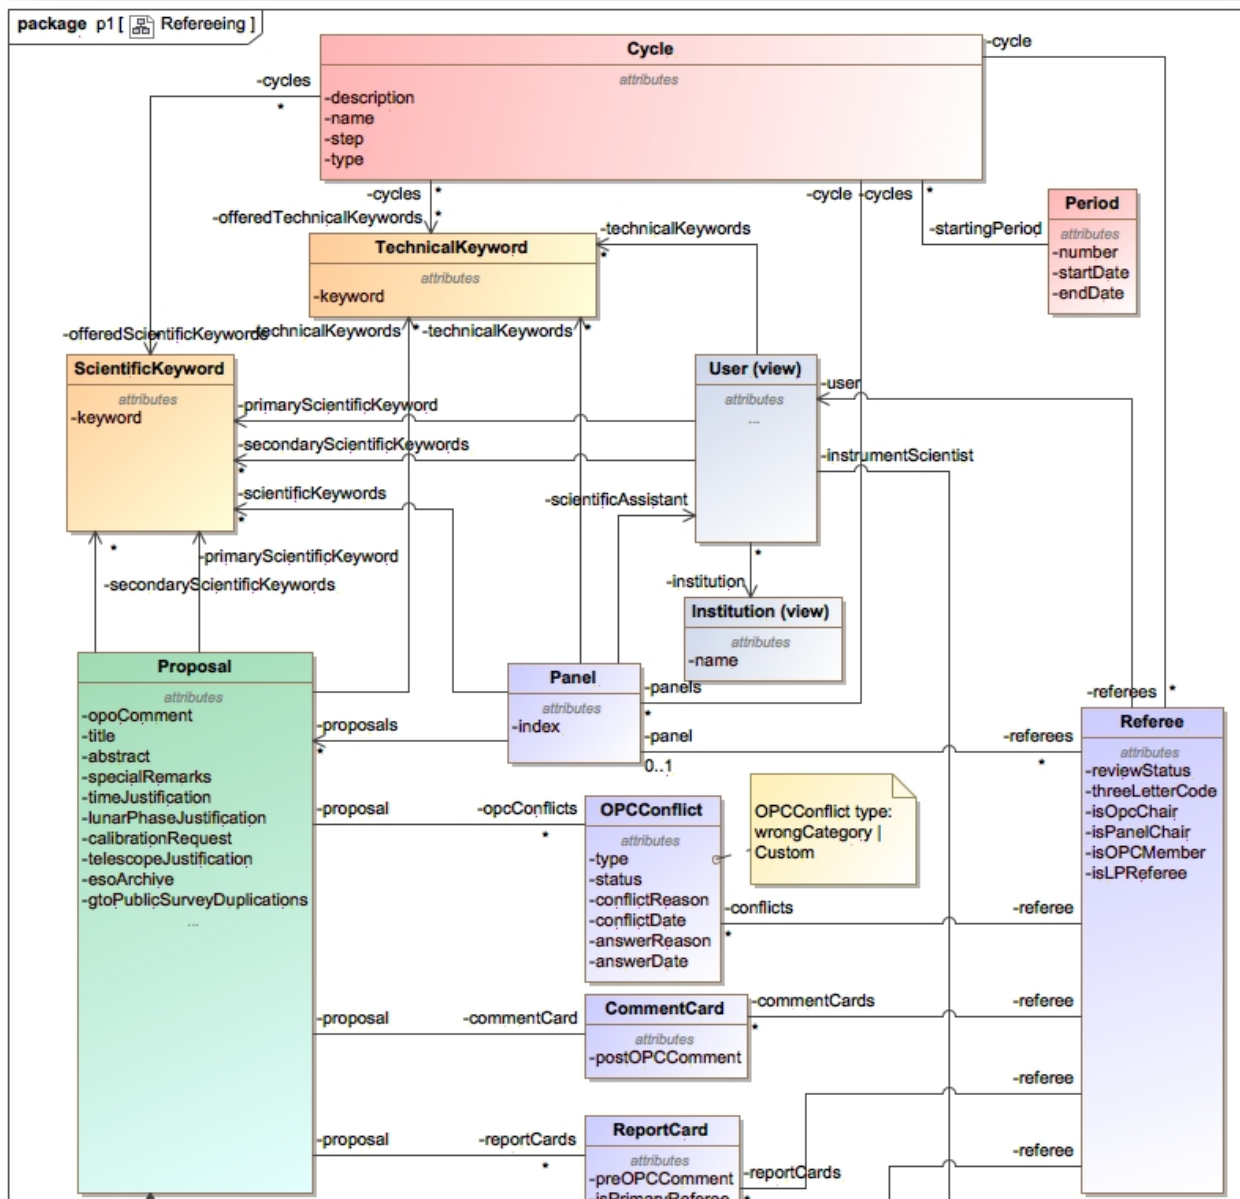 package p1 [ Refereeing ]
Cycle
attributes
-description
-name
-step
-type
-cycle
-cycles
*
-cycles
*
-offeredTechnicalKeywords
*
-cycle
-cycles
*
-startingPeriod
Period
attributes
-number
-startDate
-endDate
TechnicalKeyword
attributes
-keyword
-technicalKeywords
*
-offeredScientificKeywords
-technicalKeywords
*
-technicalKeywords
*
ScientificKeyword
attributes
-keyword
User (view)
attributes
...
-user
-primaryScientificKeyword
-secondaryScientificKeywords
*
-instrumentScientist
-scientificKeywords
*
-scientificAssistant
*
-primaryScientificKeyword
-secondaryScientificKeywords
*
-institution
Institution (view)
attributes
-name
Proposal
attributes
-opoComment
-title
-abstract
-specialRemarks
-timeJustification
-lunarPhaseJustification
-calibrationRequest
-telescopeJustification
-esoArchive
-gtoPublicSurveyDuplications
...
Panel
attributes
-index
-panels
*
-panel
0..1
-proposals
*
-referees
*
-referees
*
Referee
attributes
-reviewStatus
-threeLetterCode
-isOpcChair
-isPanelChair
-isOPCMember
-isLPReferee
-proposal
-opcConflicts
*
OPCConflict
attributes
-type
-status
-conflictReason
-conflictDate
-answerReason
-answerDate
OPCConflict type:
wrongCategory |
Custom
-conflicts
*
-referee
-proposal
-commentCard
CommentCard
attributes
-postOPCComment
-commentCards
*
-referee
-referee
-proposal
-reportCards
*
ReportCard
attributes
-preOPCComment
-isPrimaryReferee
-reportCards
*
-referee